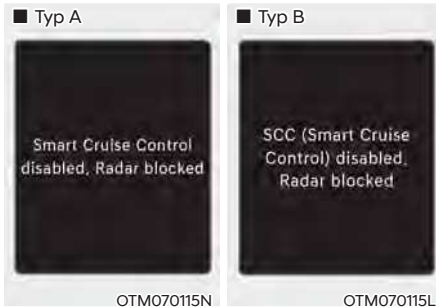 ■ Typ A
Smart Cruise Control
disabled, Radar blocked
OTM070115N
■ Typ B
SCC (Smart Cruise
Control) disabled,
Radar blocked
OTM070115L